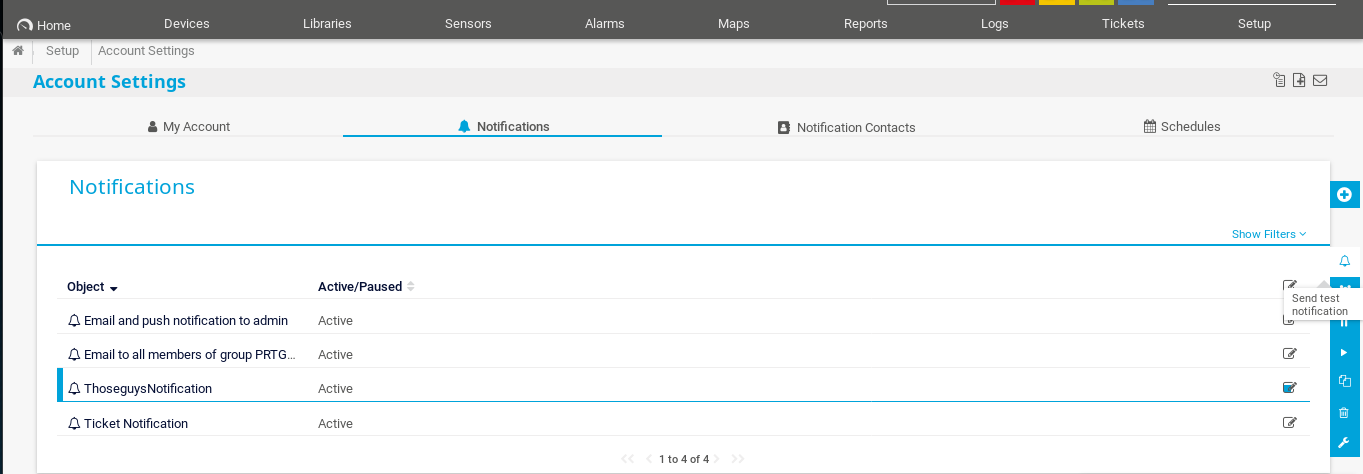 Home Devices Libraries Sensors Alarms Maps Reports Logs Tickets Setup
Setup Account Settings
Account Settings
My Account Notifications Notification Contacts Schedules
Notifications
Show Filters
Object Active/Paused
Send test
notification
Email and push notification to admin Active
Email to all members of group PRTG... Active
ThoseguysNotification Active
Ticket Notification Active
1 to 4 of 4